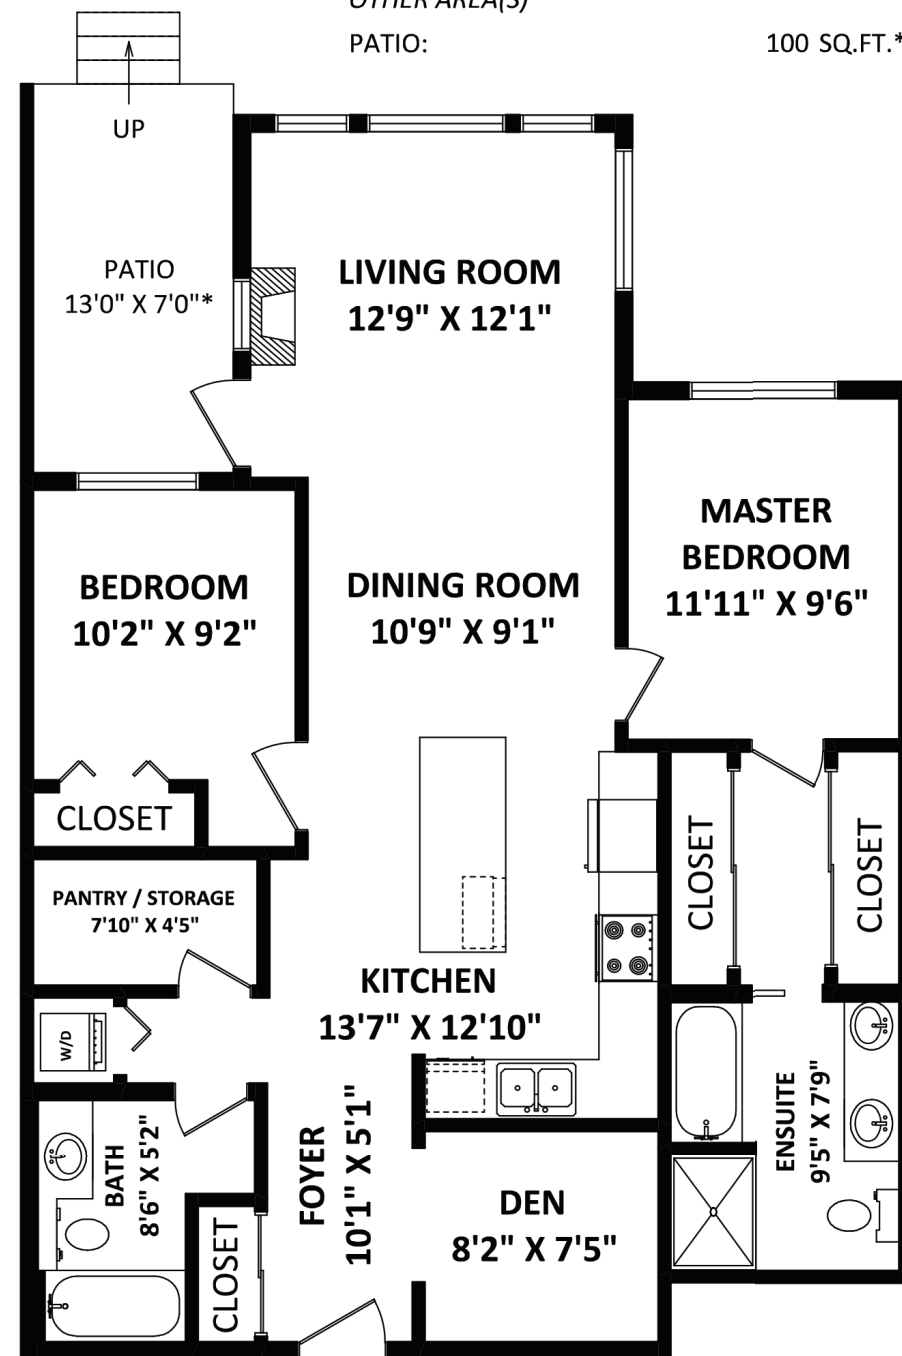 OTHER AREA(S)
PATIO: 100 SQ.FT.*
UP
PATIO
13'0" X 7'0"*
LIVING ROOM
12'9" X 12'1"
MASTER
BEDROOM
11'11" X 9'6"
BEDROOM
10'2" X 9'2"
DINING ROOM
10'9" X 9'1"
CLOSET
CLOSET
CLOSET
PANTRY / STORAGE
7'10" X 4'5"
KITCHEN
13'7" X 12'10"
W/D
BATH
8'6" X 5'2"
FOYER
10'1" X 5'1"
ENSUITE
9'5" X 7'9"
DEN
8'2" X 7'5"
CLOSET